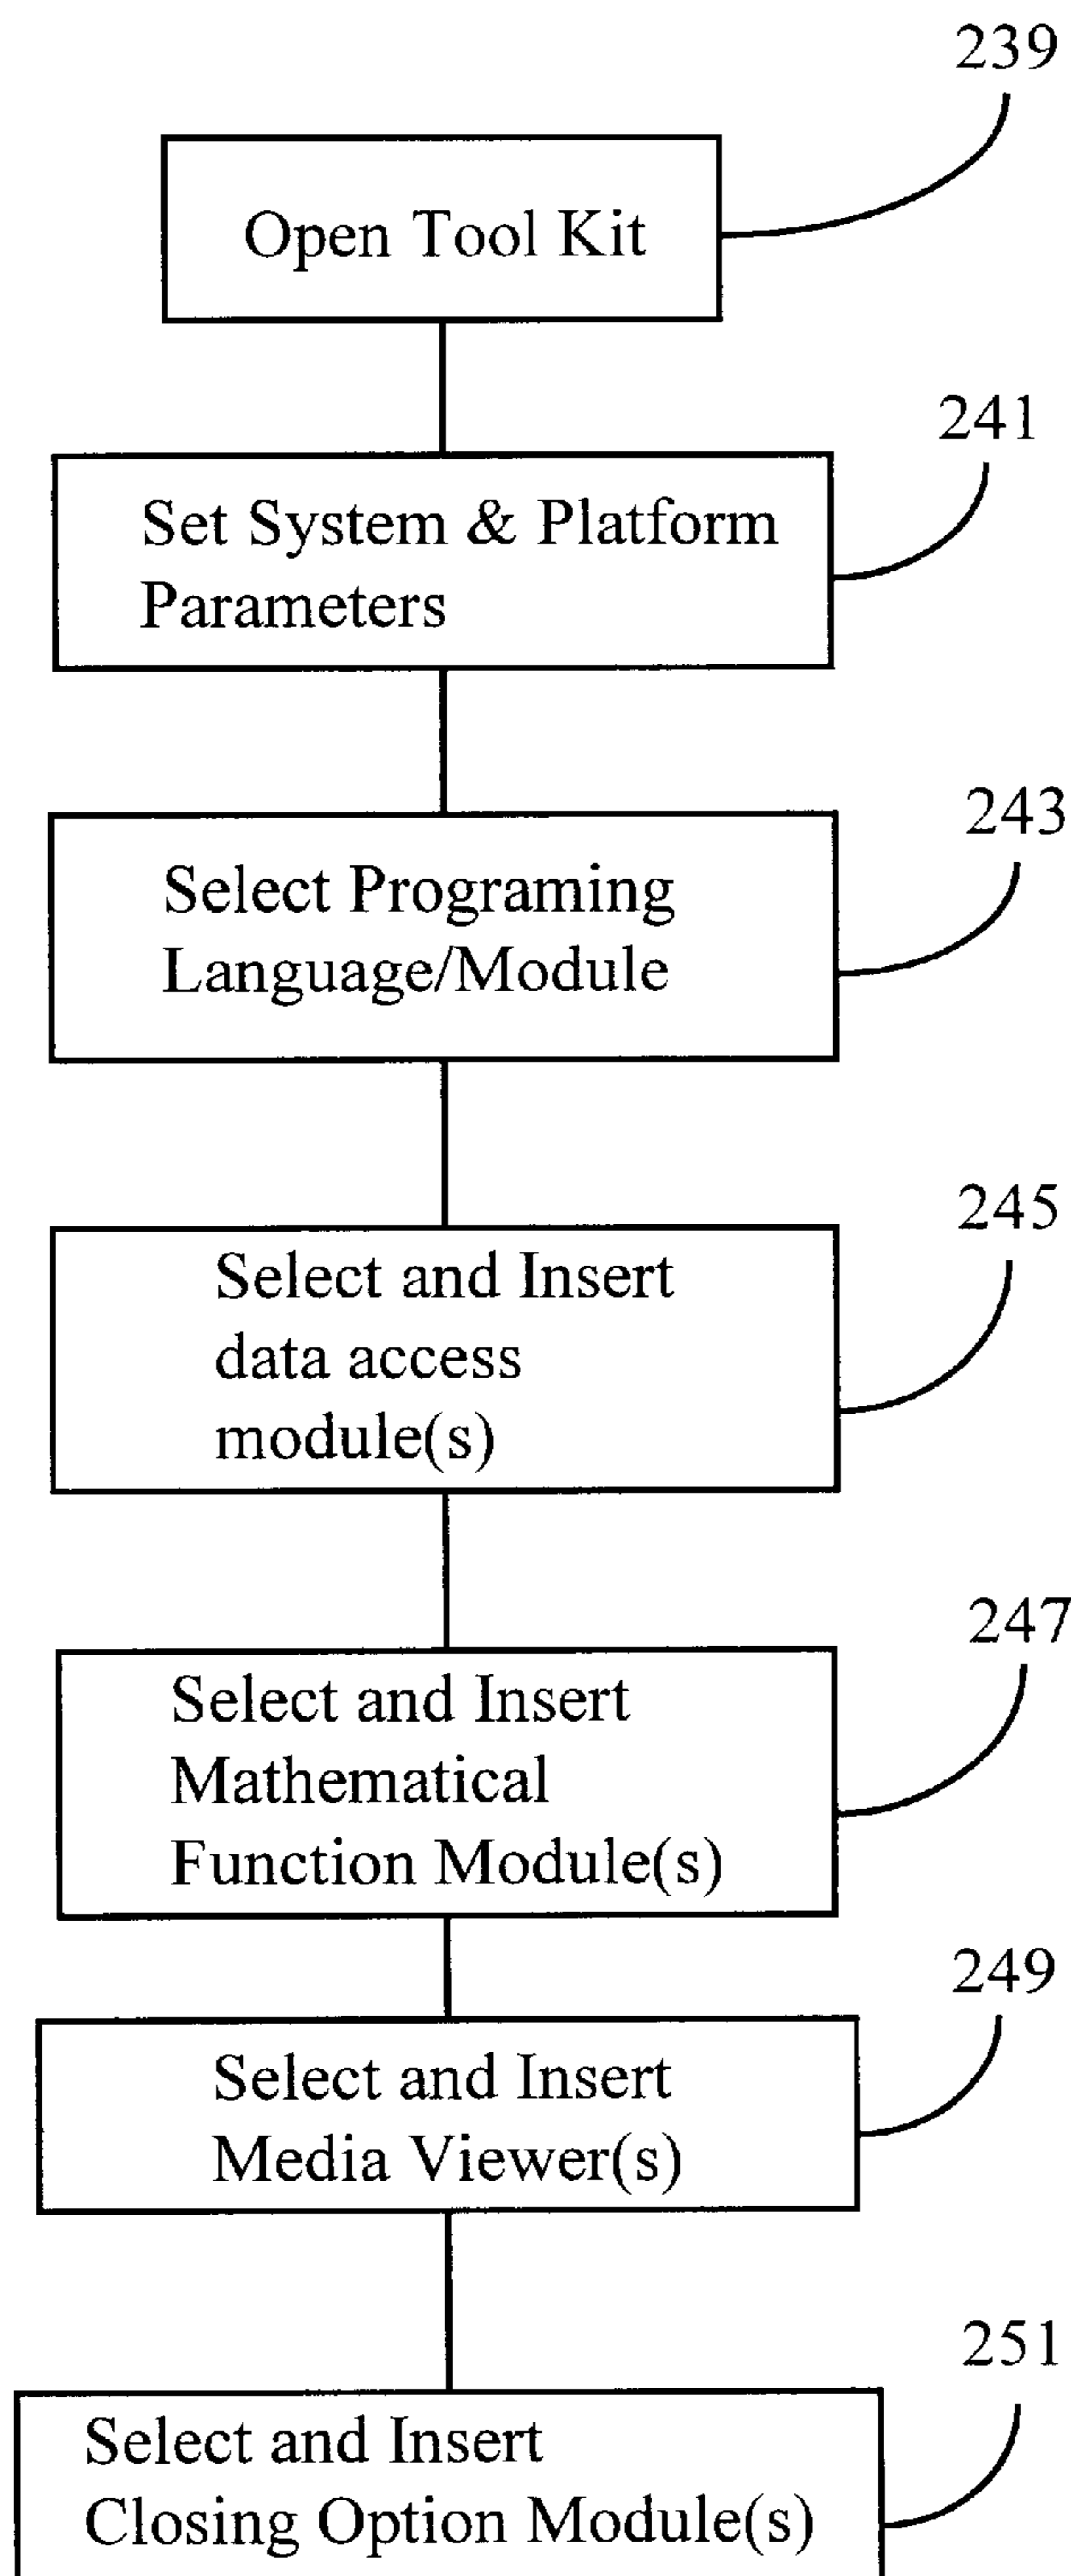 239
Open Tool Kit
241
Set System & Platform
Parameters
243
Select Programing
Language/Module
245
Select and Insert
data access
module(s)
247
Select and Insert
Mathematical
Function Module(s)
249
Select and Insert
Media Viewer(s)
251
Select and Insert
Closing Option Module(s)